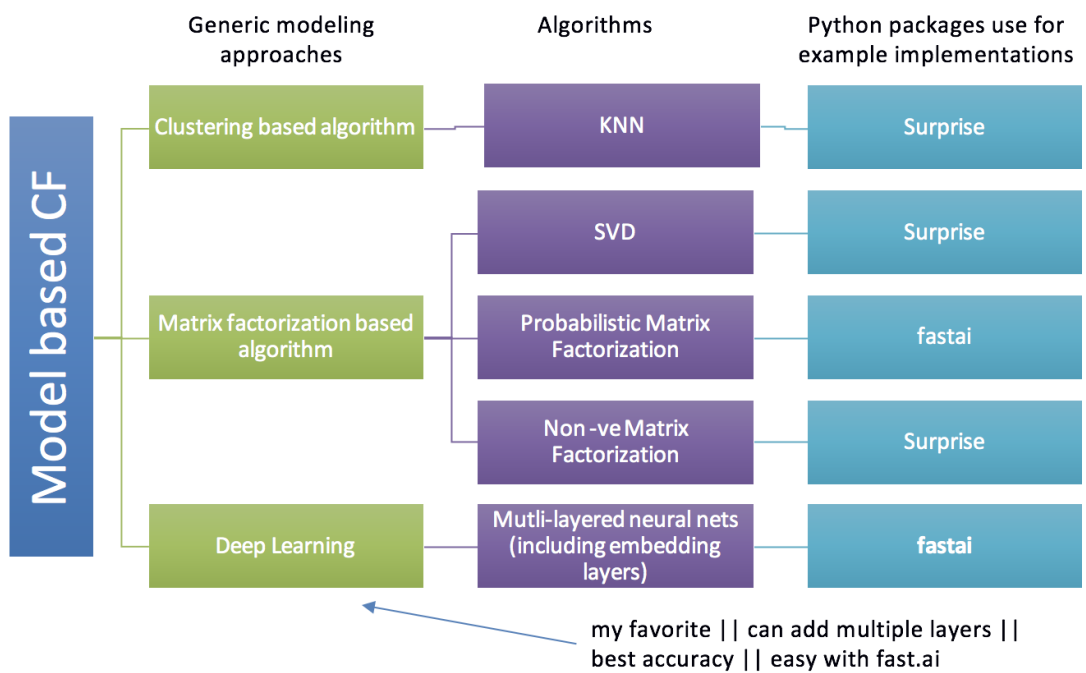 Generic modeling
approaches
Algorithms
Python packages use for
example implementations
Model based CF
Clustering based algorithm
KNN
Surprise
Matrix factorization based
algorithm
SVD
Surprise
Probabilistic Matrix
Factorization
fastai
Non -ve Matrix
Factorization
Surprise
Deep Learning
Mutli-layered neural nets
(including embedding
layers)
fastai
my favorite || can add multiple layers ||
best accuracy || easy with fast.ai